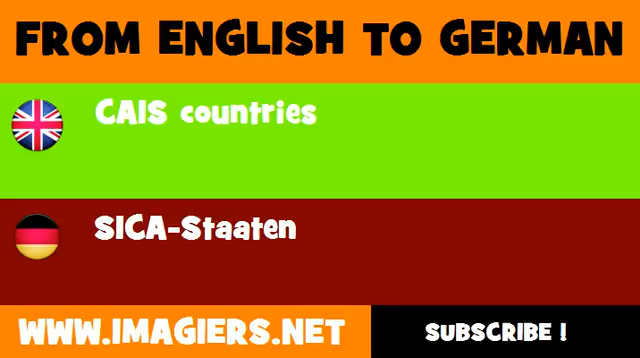 FROM ENGLISH TO GERMAN
CAIS countries
SICA-Staaten
WWW.IMAGIERS.NET
SUBSCRIBE !